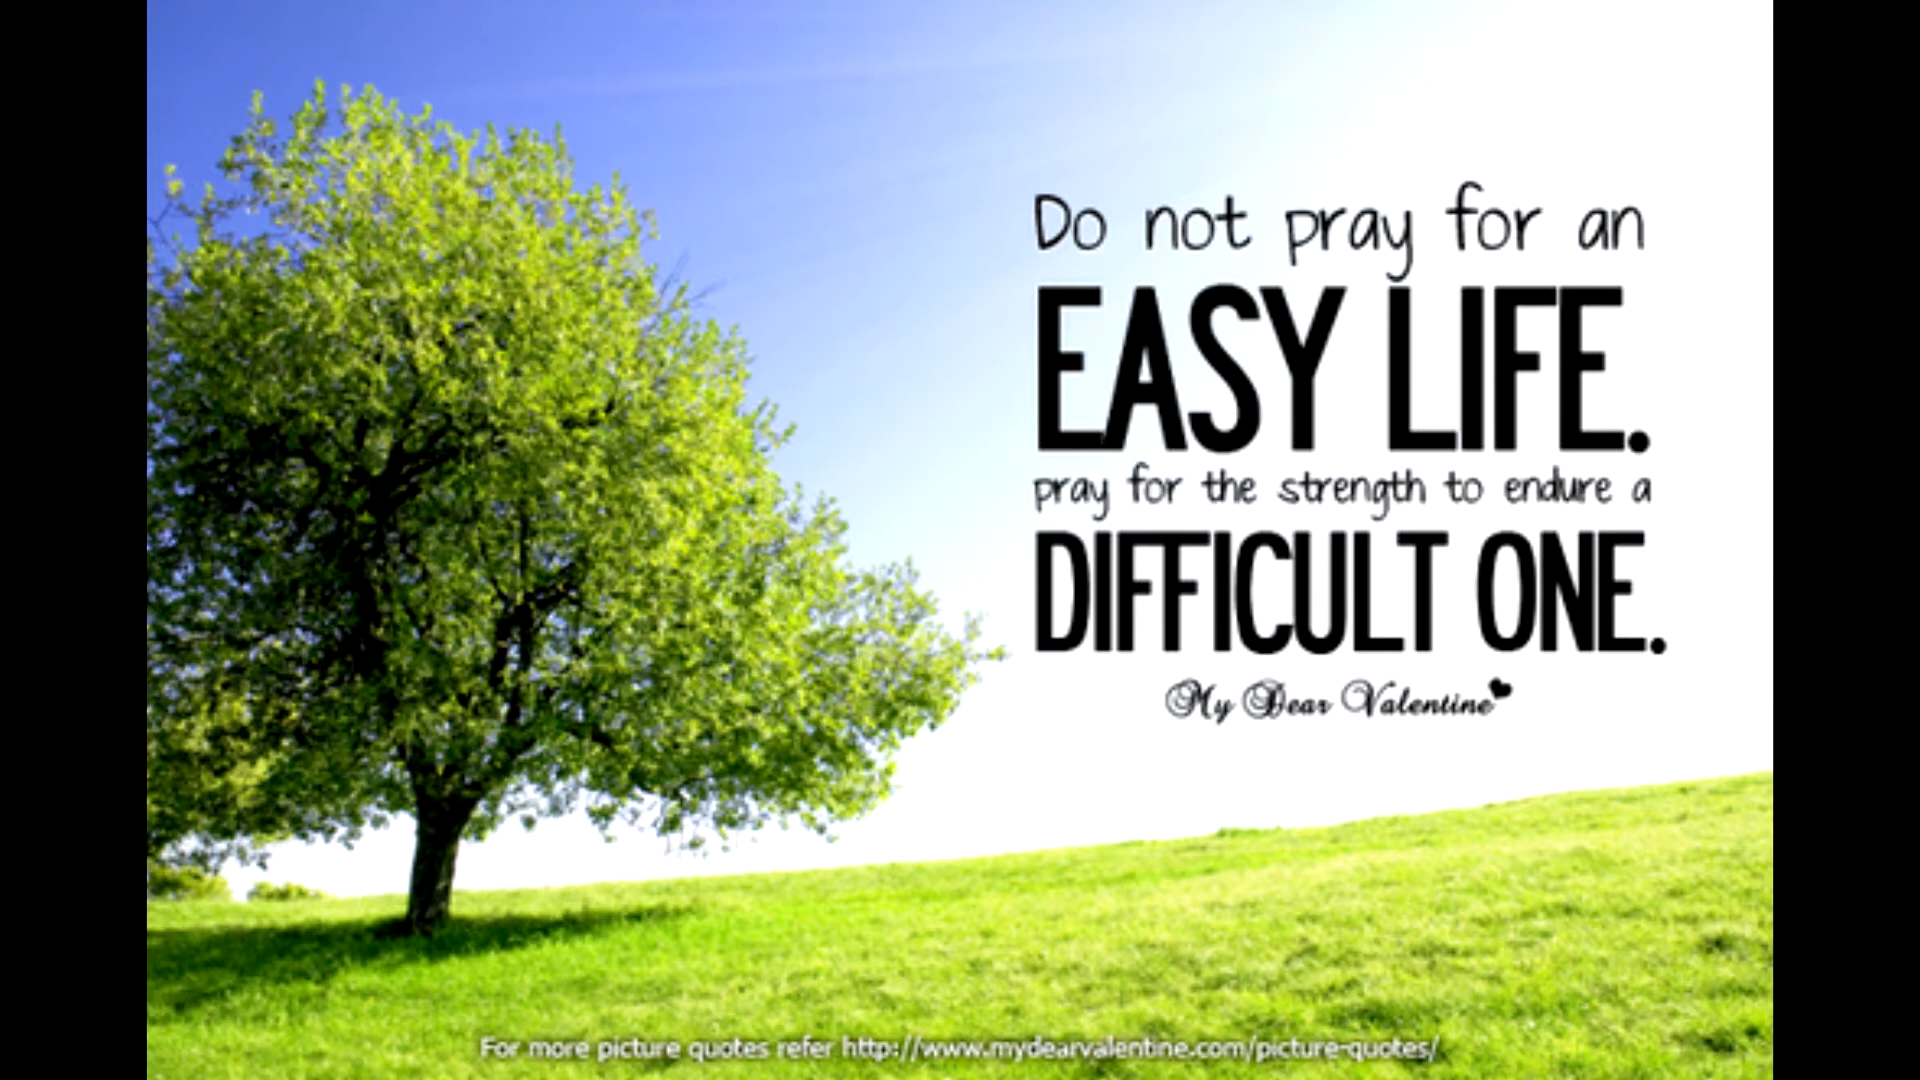 Do not pray for an
EASY LIFE.
pray for the strength to endure a
DIFFICULT ONE.
My Dear Valentine
For more picture quotes refer http://www.mydearvalentine.com/picture-quotes/